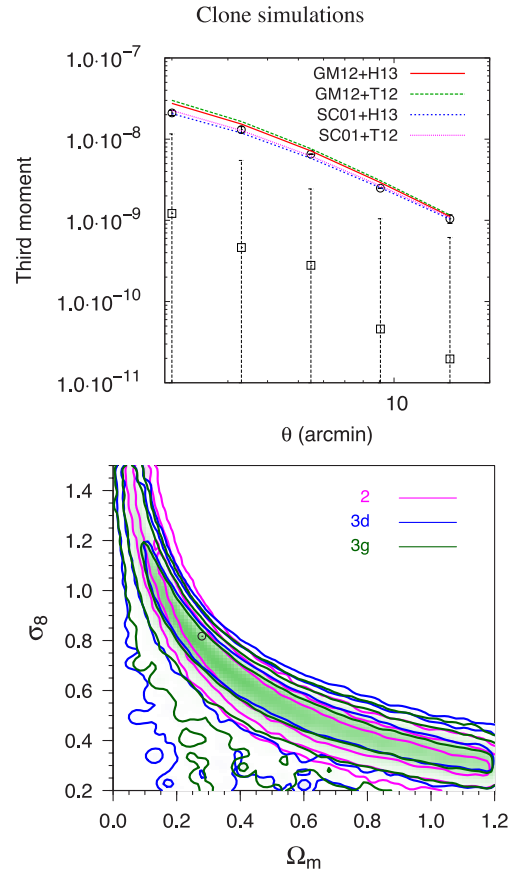 Clone simulations
1.0·10⁻⁷
GM12+H13
GM12+T12
SC01+H13
SC01+T12
1.0·10⁻⁸
1.0·10⁻⁹
1.0·10⁻¹⁰
1.0·10⁻¹¹
Third moment
10
θ (arcmin)
1.4
1.2
1.0
0.8
0.6
0.4
0.2
σ₈
2
3d
3g
0.0 0.2 0.4 0.6 0.8 1.0 1.2
Ωₘ